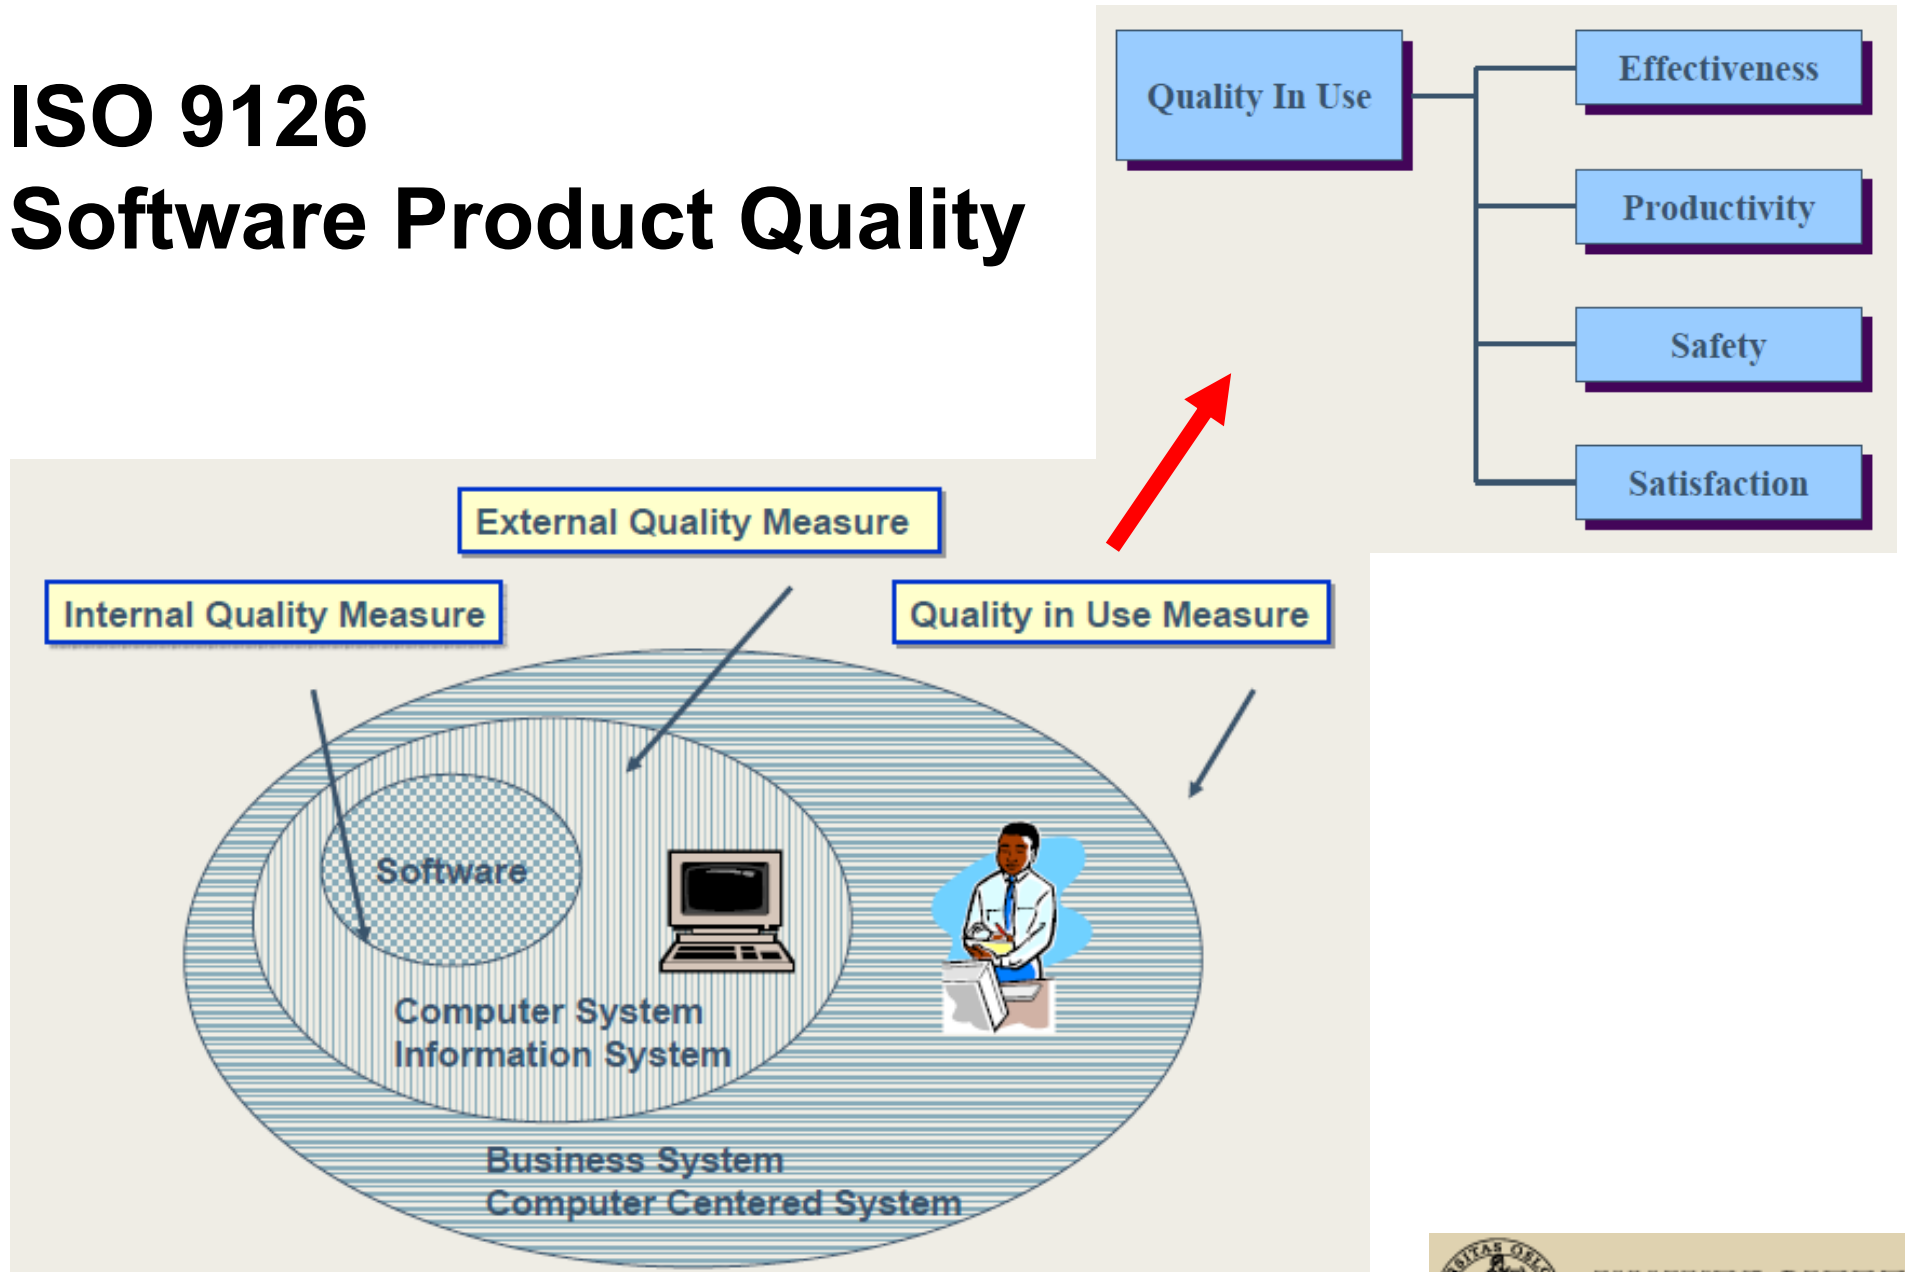 ISO 9126
Software Product Quality
Quality In Use
Effectiveness
Productivity
Safety
Satisfaction
External Quality Measure
Internal Quality Measure
Quality in Use Measure
Software
Computer System
Information System
Business System
Computer Centered System